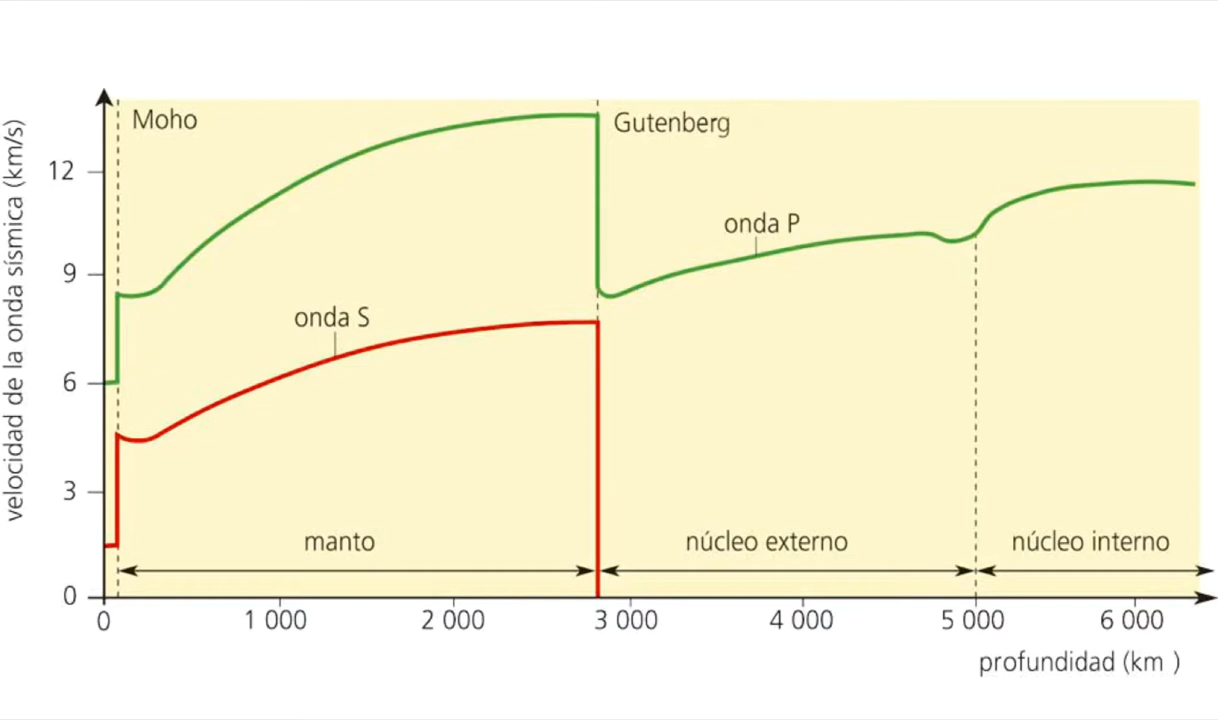 velocidad de la onda sísmica (km/s)
Moho
Gutenberg
12
onda P
9
onda S
6
3
manto
núcleo externo
núcleo interno
0
0
1 000
2 000
3 000
4 000
5 000
6 000
profundidad (km )